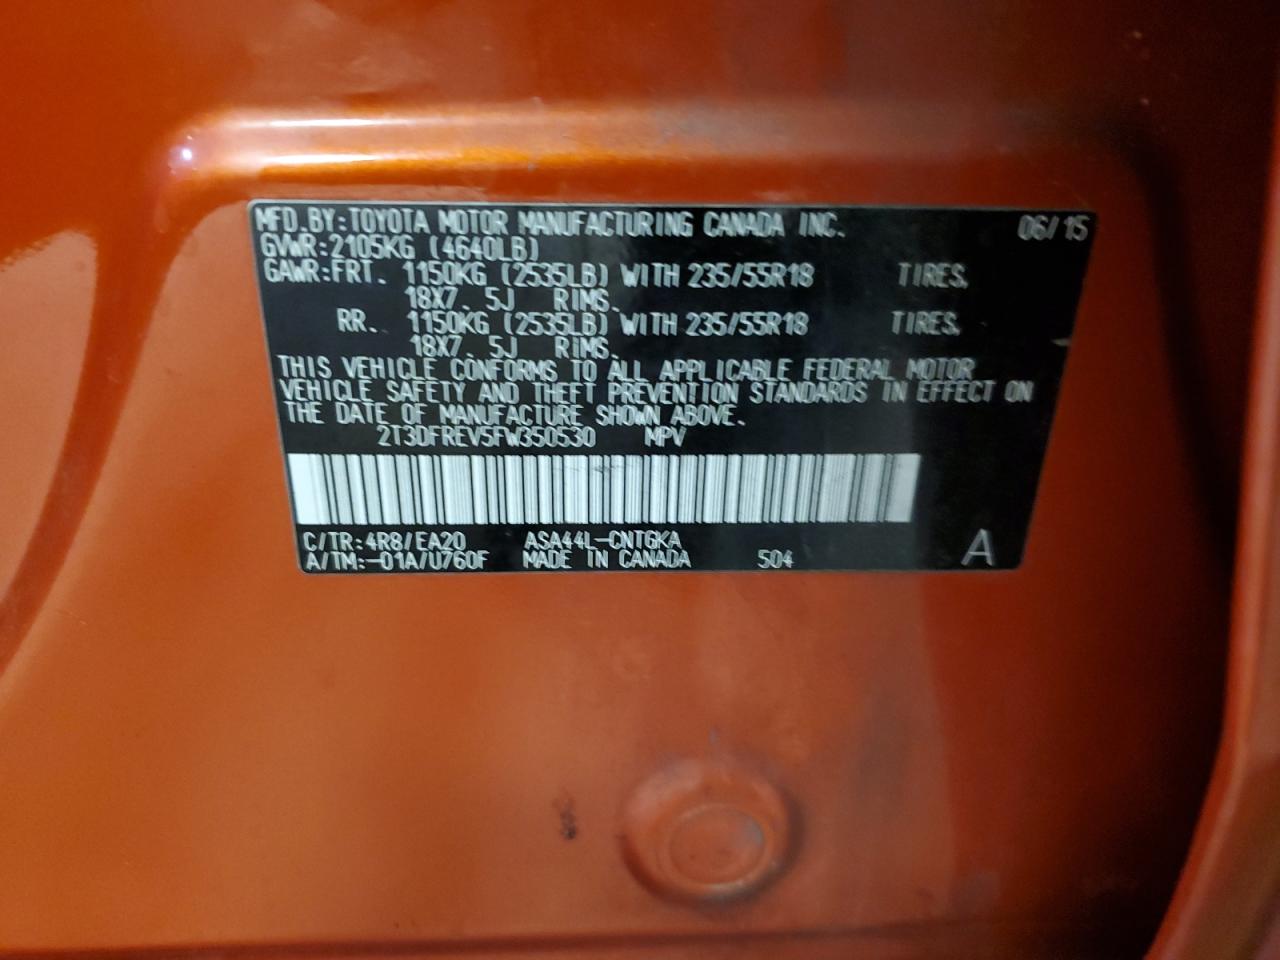 MFD.BY:TOYOTA MOTOR MANUFACTURING CANADA INC. 06/15
GVWR:2105KG (4640LB)
GAWR:FRT. 1150KG (2535LB) WITH 235/55R18 TIRES.
18X7.5J RIMS.
RR. 1150KG (2535LB) WITH 235/55R18 TIRES.
18X7.5J RIMS.
THIS VEHICLE CONFORMS TO ALL APPLICABLE FEDERAL MOTOR
VEHICLE SAFETY AND THEFT PREVENTION STANDARDS IN EFFECT ON
THE DATE OF MANUFACTURE SHOWN ABOVE.
2T3DFREV5FW350530 MPV
C/TR:4R8/EA20 ASA44L-CNTGKA
A/TM:-01A/U760F MADE IN CANADA 504 A